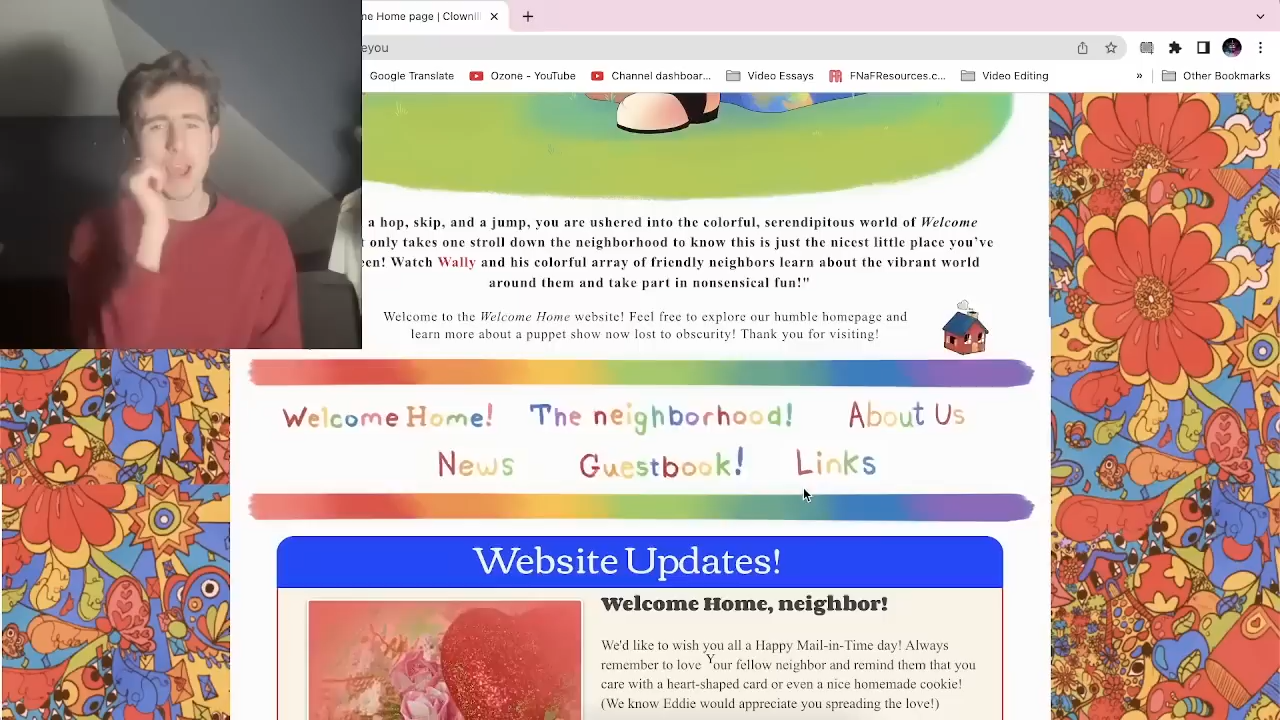 ne Home page | Clownill
eyou
Google Translate
Ozone - YouTube
Channel dashboar...
Video Essays
FNaFResources.c...
Video Editing
»
Other Bookmarks
a hop, skip, and a jump, you are ushered into the colorful, serendipitous world of Welcome
t only takes one stroll down the neighborhood to know this is just the nicest little place you've
en! Watch Wally and his colorful array of friendly neighbors learn about the vibrant world
around them and take part in nonsensical fun!"
Welcome to the Welcome Home website! Feel free to explore our humble homepage and
learn more about a puppet show now lost to obscurity! Thank you for visiting!
Welcome Home! The neighborhood! About Us
News Guestbook! Links
Website Updates!
Welcome Home, neighbor!
We'd like to wish you all a Happy Mail-in-Time day! Always
remember to love Your fellow neighbor and remind them that you
care with a heart-shaped card or even a nice homemade cookie!
(We know Eddie would appreciate you spreading the love!)